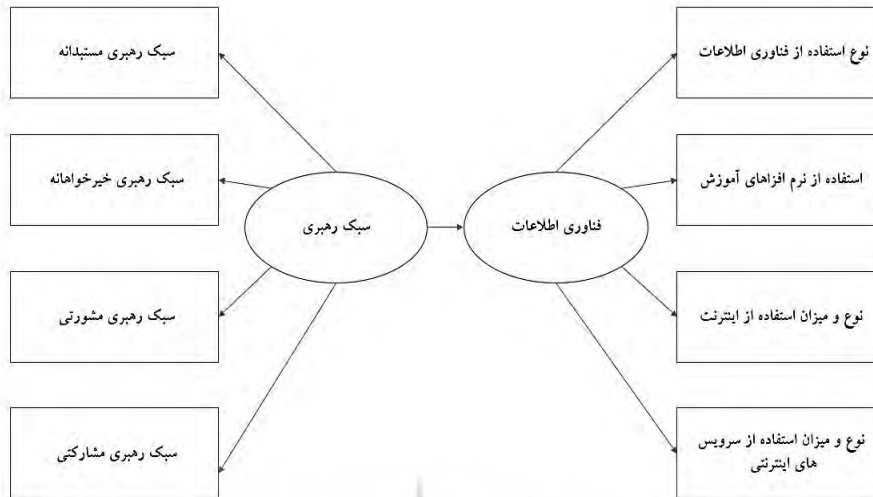 نوع استفاده از فناوری اطلاعات
سبک رهبری مستبدانه
استفاده از نرم افزاهای آموزش
سبک رهبری خیرخواهانه
فناوری اطلاعات
سبک رهبری
نوع و میزان استفاده از اینترنت
سبک رهبری مشورتی
نوع و میزان استفاده از سرویس
های اینترنتی
سبک رهبری مشارکتی